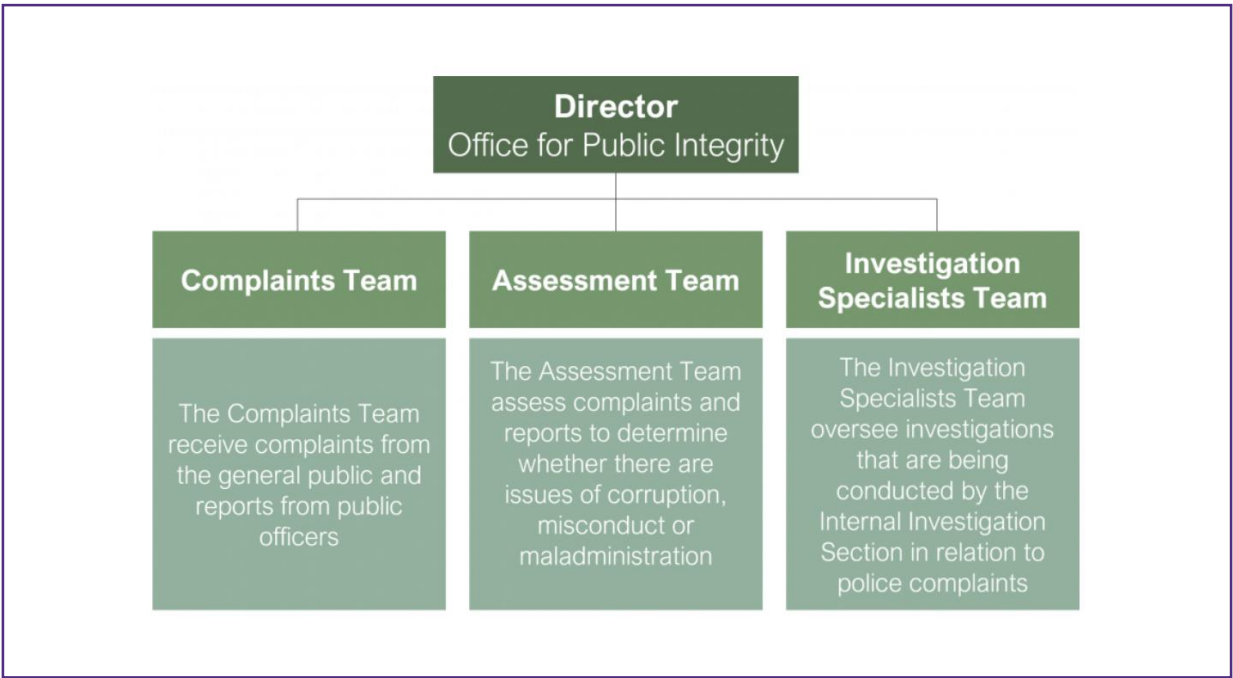 Director
Office for Public Integrity
Complaints Team
The Complaints Team
receive complaints from
the general public and
reports from public
officers
Assessment Team
The Assessment Team
assess complaints and
reports to determine
whether there are
issues of corruption,
misconduct or
maladministration
Investigation
Specialists Team
The Investigation
Specialists Team
oversee investigations
that are being
conducted by the
Internal Investigation
Section in relation to
police complaints